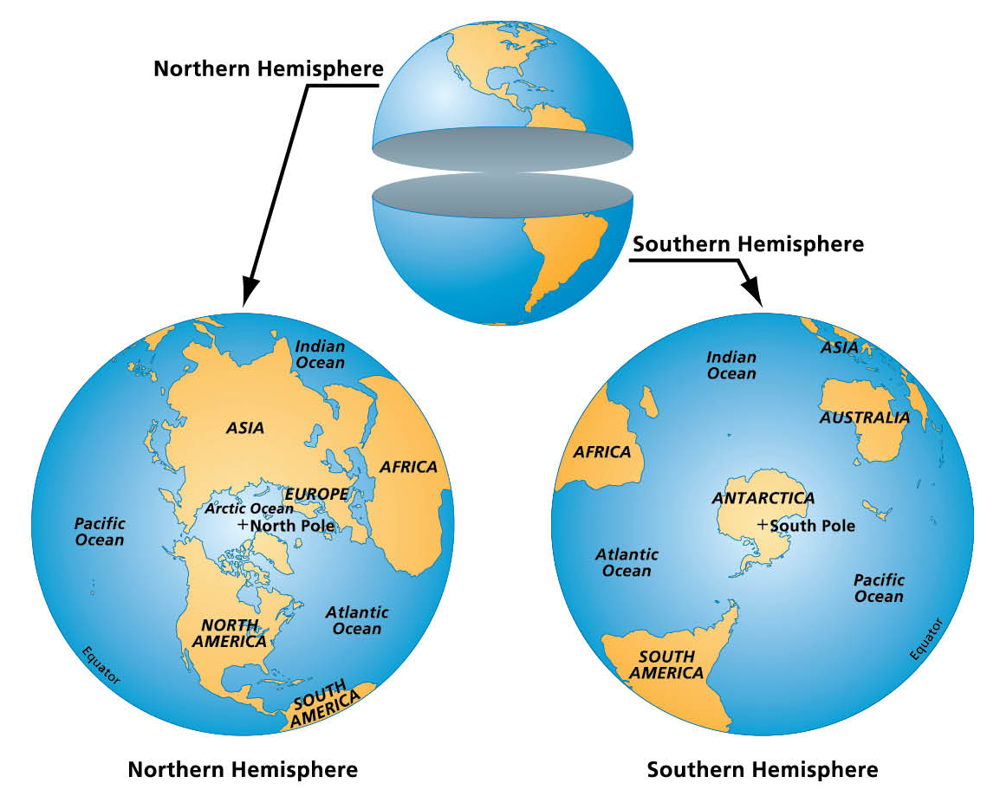 Northern Hemisphere
Southern Hemisphere
Indian
Ocean
ASIA
AFRICA
EUROPE
Arctic Ocean
+North Pole
Pacific
Ocean
Atlantic
Ocean
NORTH
AMERICA
Equator
SOUTH
AMERICA
Northern Hemisphere
ASIA
Indian
Ocean
AUSTRALIA
AFRICA
ANTARCTICA
+South Pole
Atlantic
Ocean
Pacific
Ocean
Equator
SOUTH
AMERICA
Southern Hemisphere